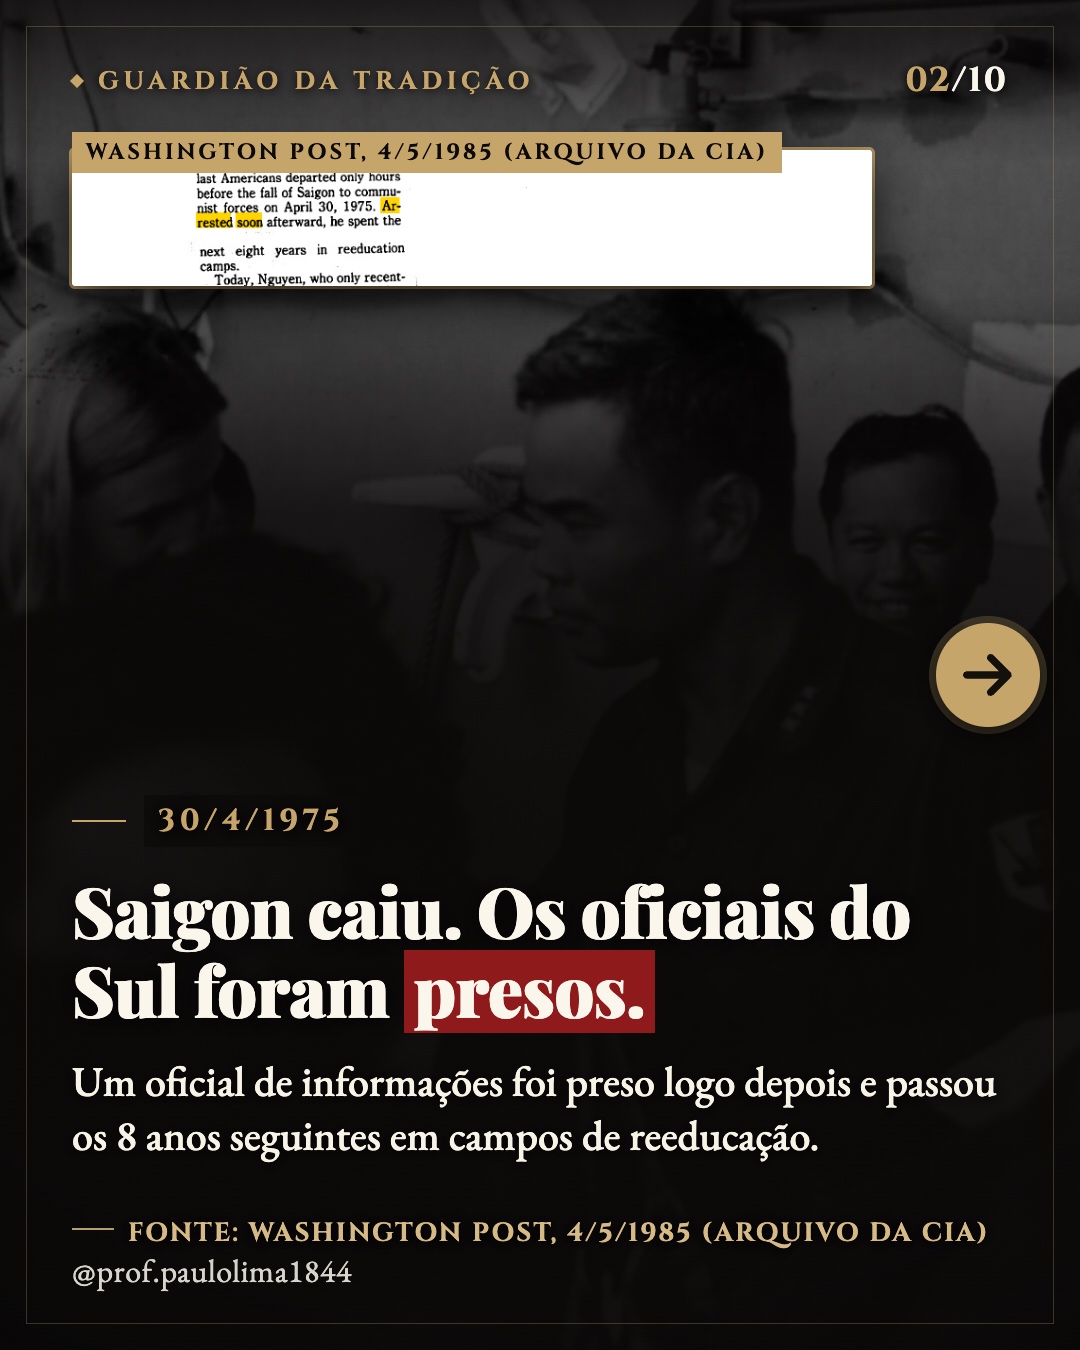 GUARDIÃO DA TRADIÇÃO
02/10
WASHINGTON POST, 4/5/1985 (ARQUIVO DA CIA)
last Americans departed only hours
before the fall of Saigon to commu-
nist forces on April 30, 1975. Ar-
rested soon afterward, he spent the
next eight years in reeducation
camps.
Today, Nguyen, who only recent-
30/4/1975
Saigon caiu. Os oficiais do
Sul foram presos.
Um oficial de informações foi preso logo depois e passou
os 8 anos seguintes em campos de reeducação.
FONTE: WASHINGTON POST, 4/5/1985 (ARQUIVO DA CIA)
@prof.paulolima1844